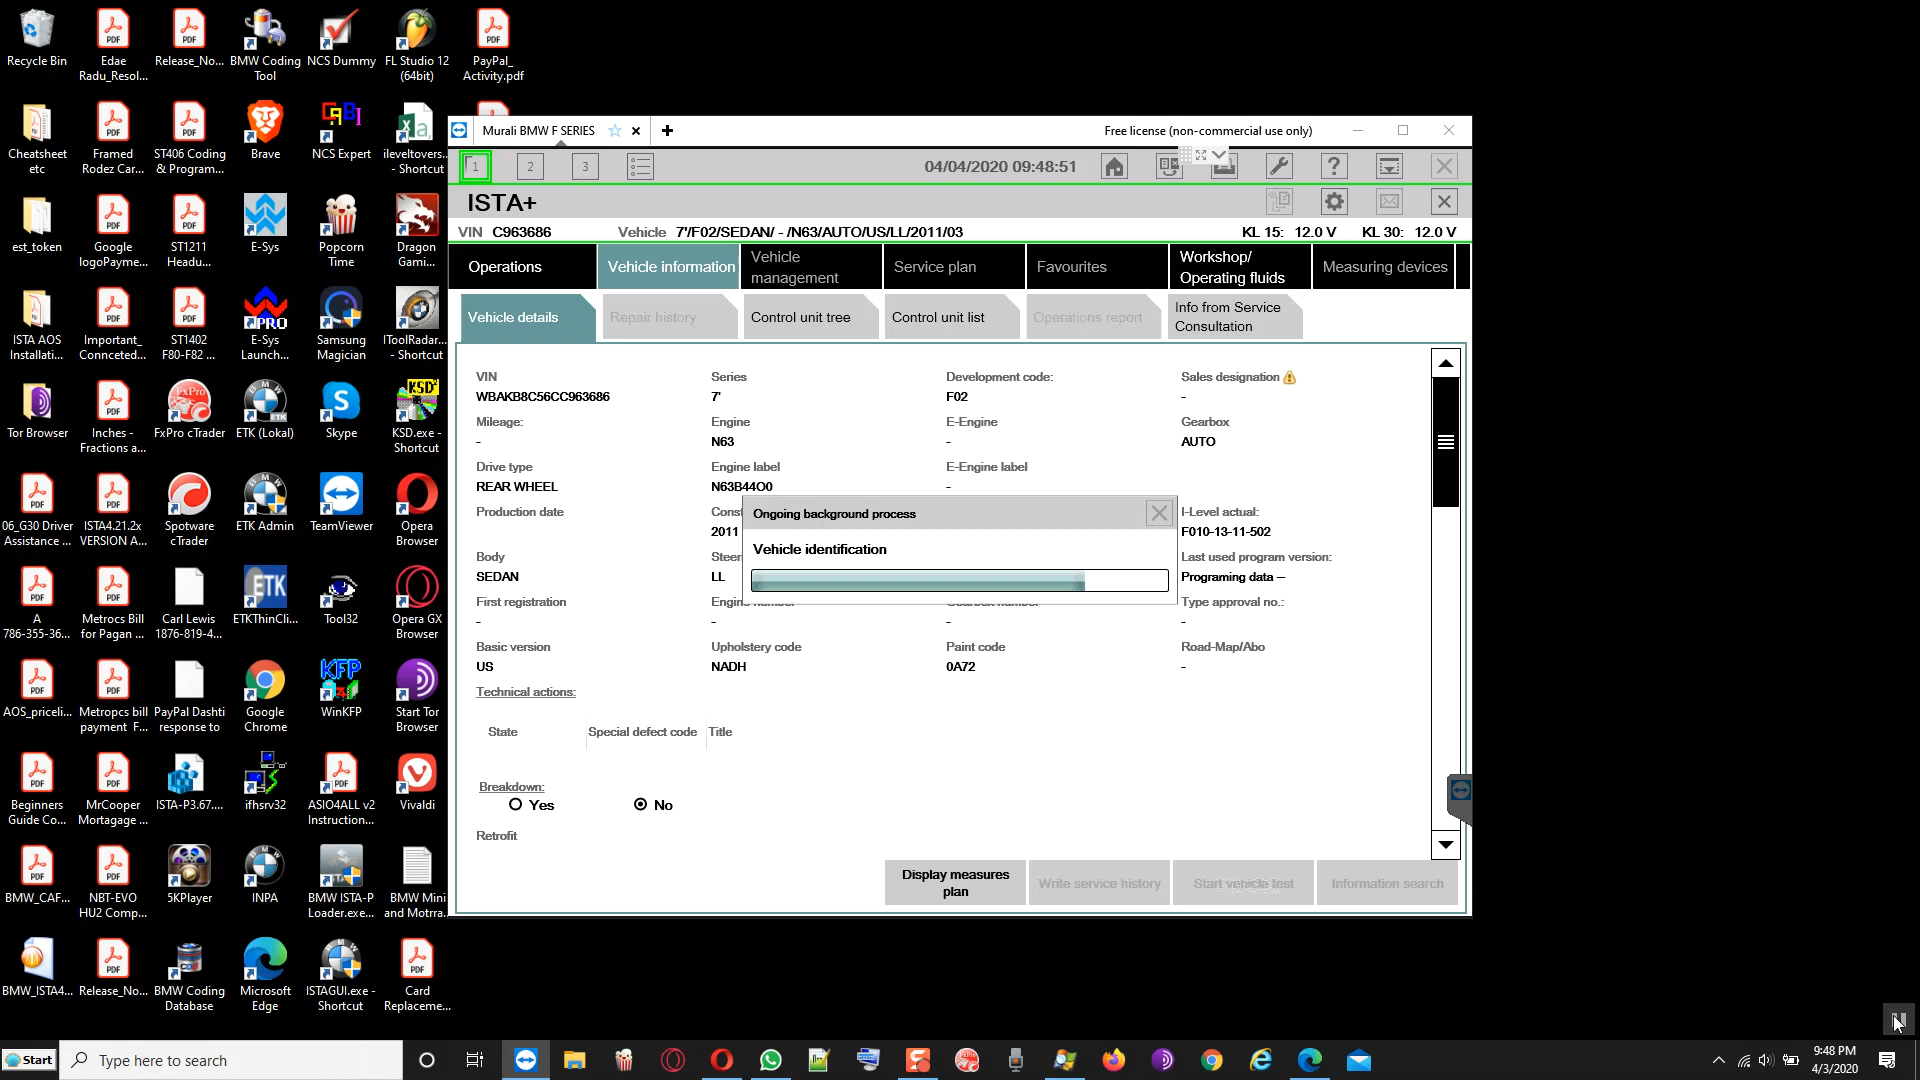 Recycle Bin
Edae
Radu_Resol...
Release_No...
BMW Coding
Tool
NCS Dummy
FL Studio 12
(64bit)
PayPal_
Activity.pdf
Cheatsheet
etc
Framed
Rodez Car...
ST406 Coding
& Program...
Brave
NCS Expert
ileveltovers...
- Shortcut
est_token
Google
logoPayme...
ST1211
Headu...
E-Sys
Popcorn
Time
Dragon
Gami...
ISTA AOS
Installati...
Important_
Connceted...
ST1402
F80-F82 ...
E-Sys
Launch...
Samsung
Magician
IToolRadar...
- Shortcut
Tor Browser
Inches -
Fractions a...
FxPro cTrader
ETK (Lokal)
Skype
KSD.exe -
Shortcut
06_G30 Driver
Assistance ...
ISTA4.21.2x
VERSION A...
Spotware
cTrader
ETK Admin
TeamViewer
Opera
Browser
A
786-355-36...
Metrocs Bill
for Pagan ...
Carl Lewis
1876-819-4...
ETKThinCli...
Tool32
Opera GX
Browser
AOS_priceli...
Metropcs bill
payment F...
PayPal Dashti
response to
Google
Chrome
WinKFP
Start Tor
Browser
Beginners
Guide Co...
MrCooper
Mortagage ...
ISTA-P3.67....
ifhsrv32
ASIO4ALL v2
Instruction...
Vivaldi
BMW_CAF...
NBT-EVO
HU2 Comp...
5KPlayer
INPA
BMW ISTA-P
Loader.exe...
BMW Mini
and Motrra...
BMW_ISTA4...
Release_No...
BMW Coding
Database
Microsoft
Edge
ISTAGUI.exe -
Shortcut
Card
Replaceme...
Murali BMW F SERIES
Free license (non-commercial use only)
1 2 3 04/04/2020 09:48:51
ISTA+
VIN C963686 Vehicle 7'/F02/SEDAN/ - /N63/AUTO/US/LL/2011/03 KL 15: 12.0 V KL 30: 12.0 V
Operations
Vehicle information
Vehicle
management
Service plan
Favourites
Workshop/
Operating fluids
Measuring devices
Vehicle details
Repair history
Control unit tree
Control unit list
Operations report
Info from Service
Consultation
VIN Series Development code: Sales designation
WBAKB8C56CC963686 7' F02 -
Mileage: Engine E-Engine Gearbox
- N63 - AUTO
Drive type Engine label E-Engine label
REAR WHEEL N63B44O0 -
Production date Const I-Level actual:
2011 F010-13-11-502
Body Steer Last used program version:
SEDAN LL Programing data --
Ongoing background process
Vehicle identification
First registration Engine number Gearbox number Type approval no.:
- - - -
Basic version Upholstery code Paint code Road-Map/Abo
US NADH 0A72 -
Technical actions:
State Special defect code Title
Breakdown:
Yes No
Retrofit
Display measures
plan
Write service history
Start vehicle test
Information search
Start
Type here to search
9:48 PM
4/3/2020